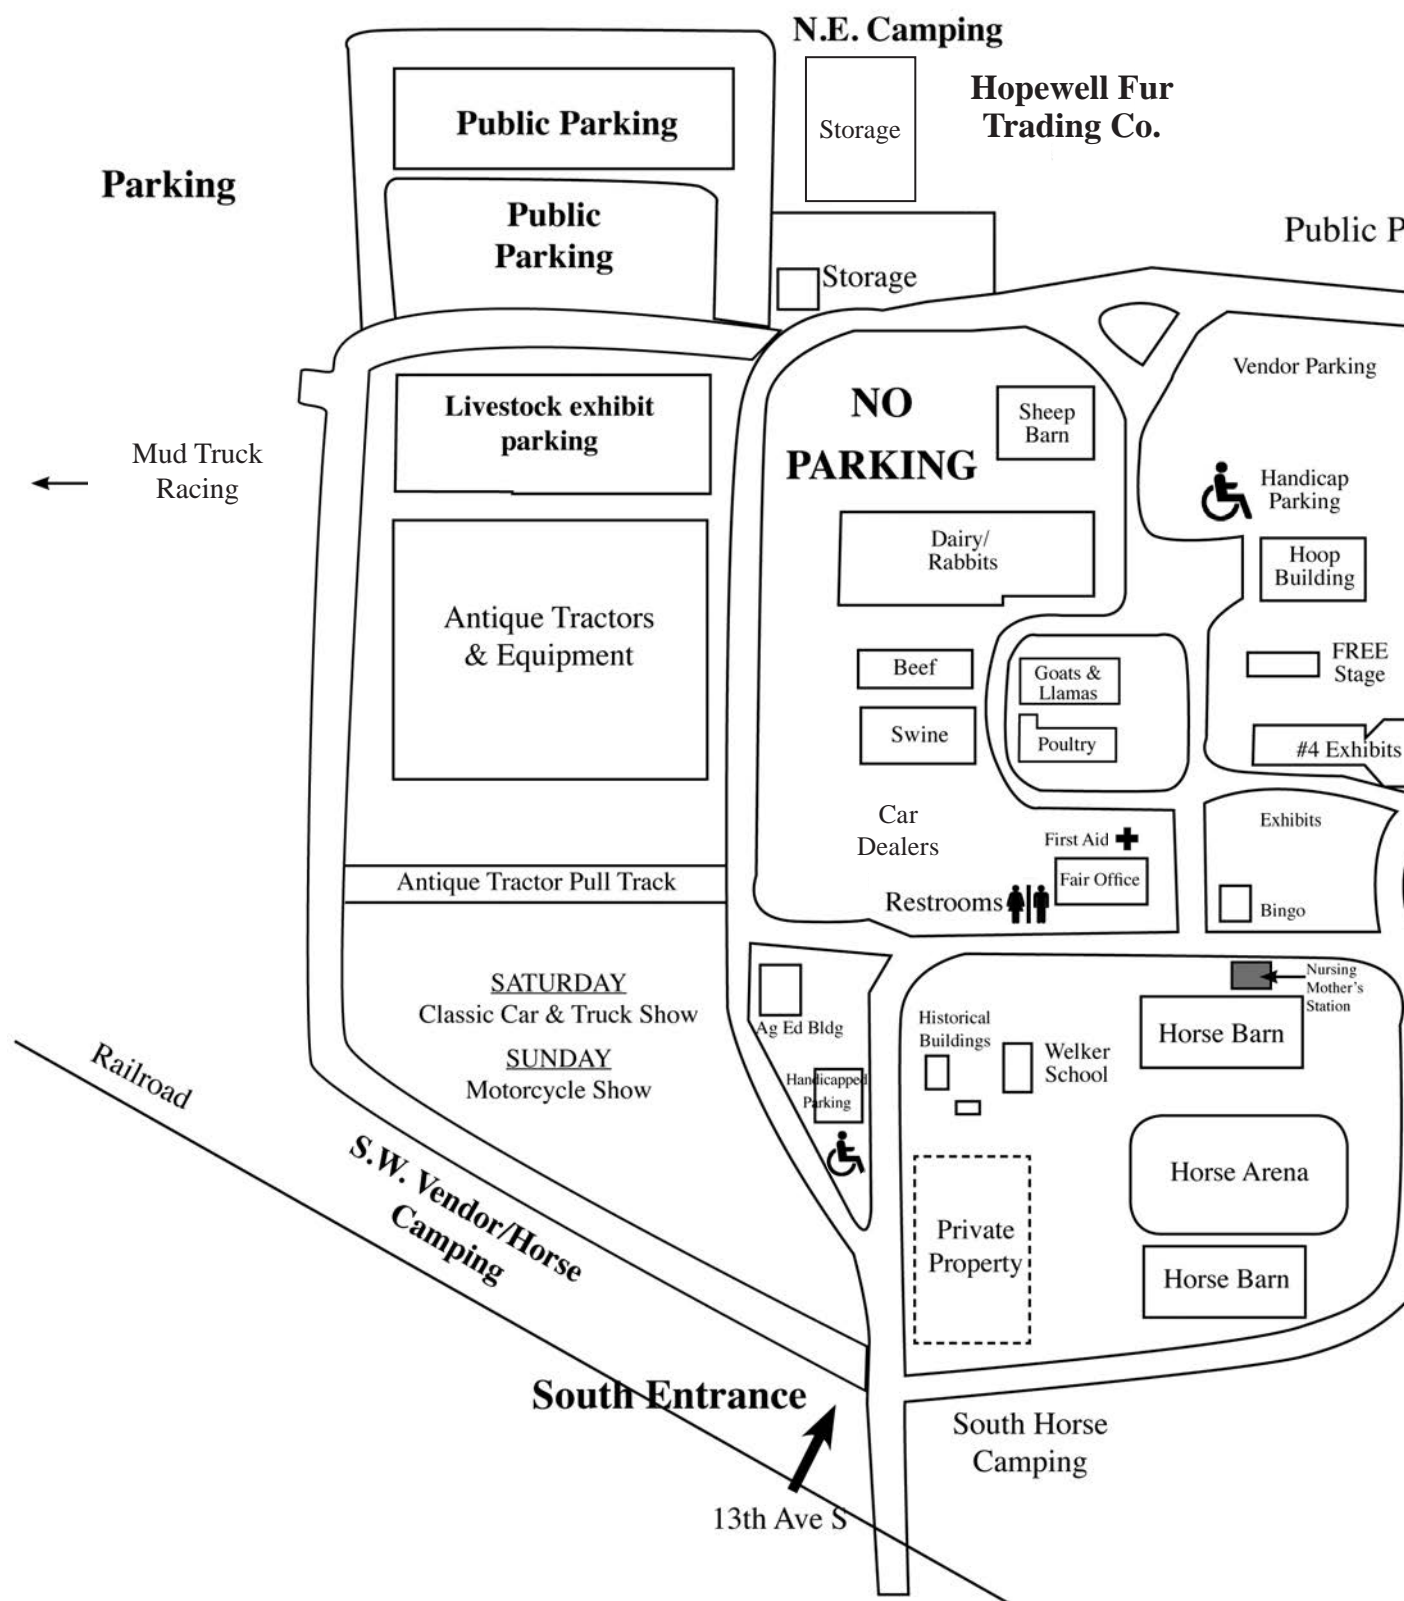 N.E. Camping
Hopewell Fur
Trading Co.
Storage
Public Parking
Parking
Public
Parking
Public P
Storage
Vendor Parking
NO
PARKING
Sheep
Barn
Livestock exhibit
parking
Mud Truck
Racing
Handicap
Parking
Dairy/
Rabbits
Hoop
Building
Antique Tractors
& Equipment
Beef
Goats &
Llamas
FREE
Stage
Swine
Poultry
#4 Exhibits
Car
Dealers
First Aid
Exhibits
Antique Tractor Pull Track
Fair Office
Restrooms
Bingo
SATURDAY
Classic Car & Truck Show
SUNDAY
Motorcycle Show
Ag Ed Bldg
Nursing
Mother's
Station
Historical
Buildings
Welker
School
Horse Barn
Railroad
Handicapped
Parking
S.W. Vendor/Horse
Camping
Horse Arena
Private
Property
Horse Barn
South Entrance
South Horse
Camping
13th Ave S